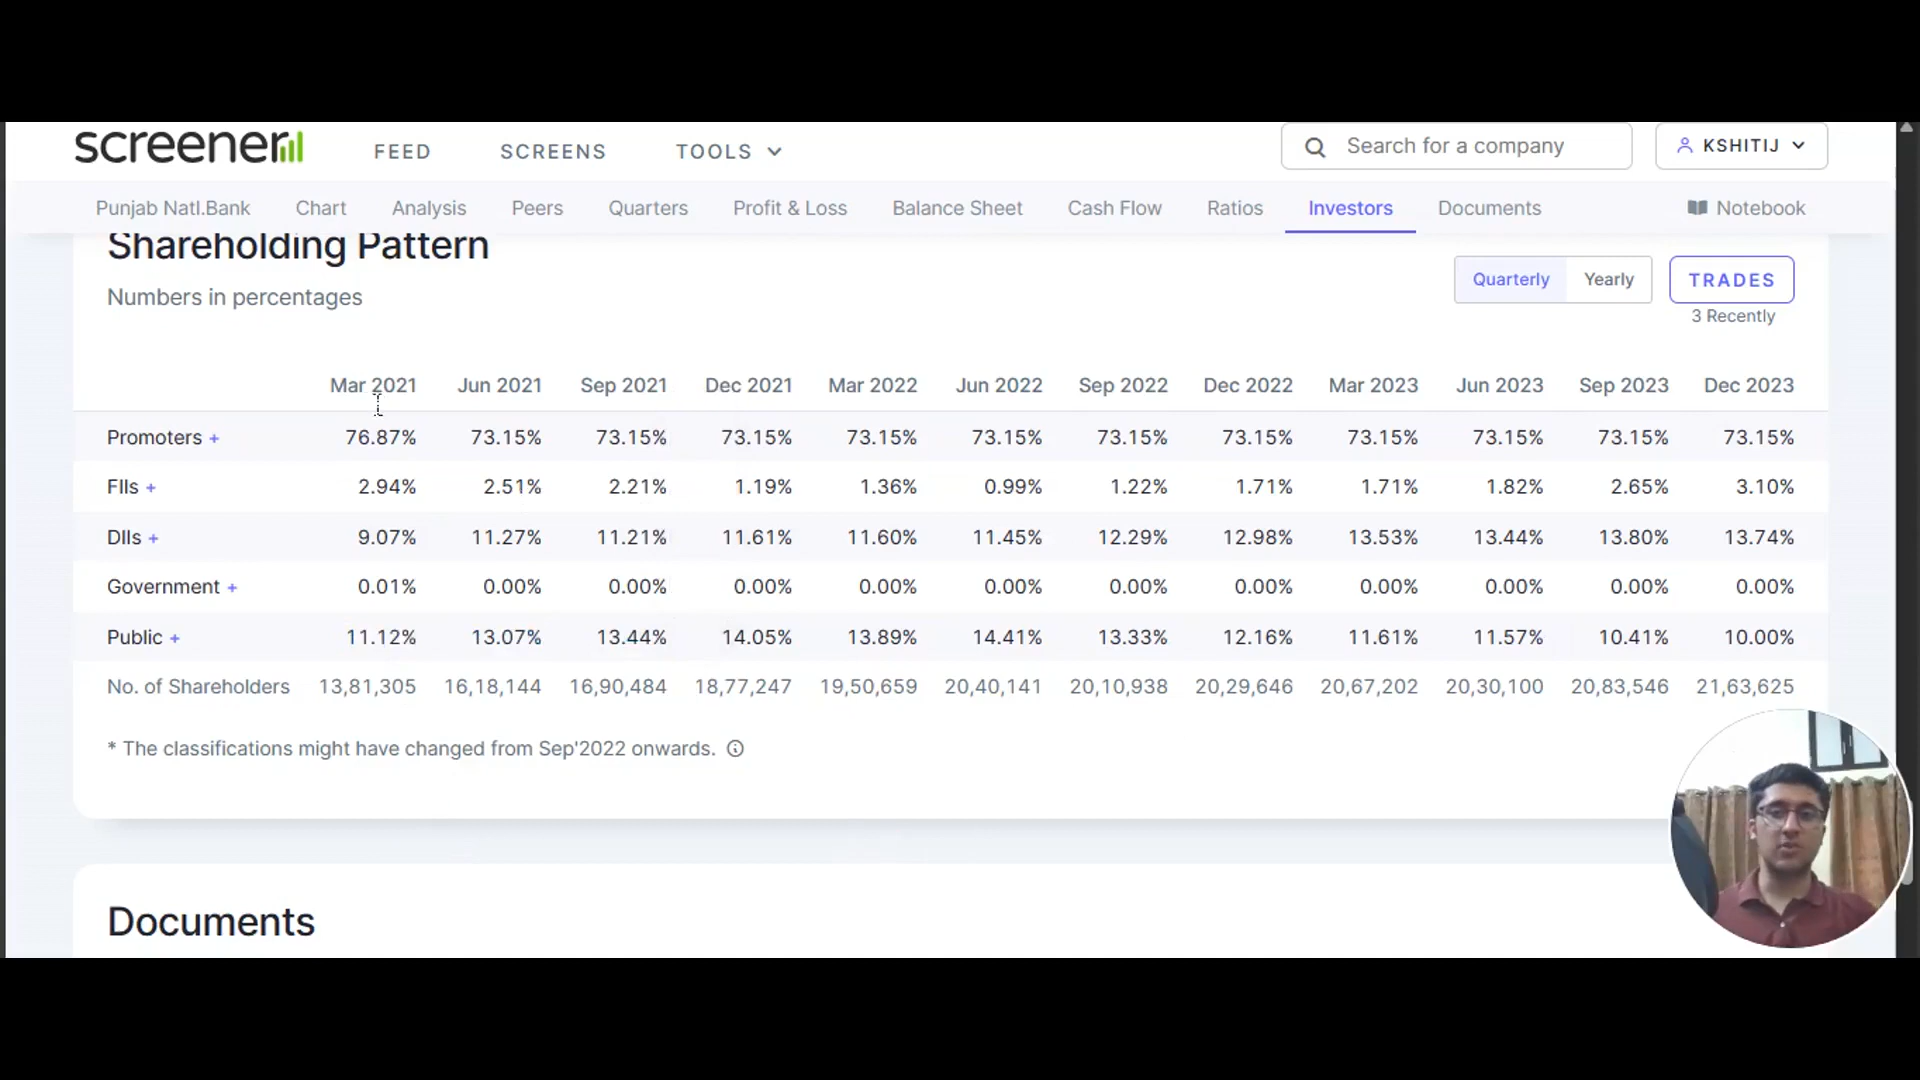 screener
FEED SCREENS TOOLS
Search for a company
KSHITIJ
Punjab Natl.Bank Chart Analysis Peers Quarters Profit & Loss Balance Sheet Cash Flow Ratios Investors Documents Notebook
Shareholding Pattern
Numbers in percentages
Quarterly Yearly TRADES
3 Recently
Mar 2021 Jun 2021 Sep 2021 Dec 2021 Mar 2022 Jun 2022 Sep 2022 Dec 2022 Mar 2023 Jun 2023 Sep 2023 Dec 2023
Promoters + 76.87% 73.15% 73.15% 73.15% 73.15% 73.15% 73.15% 73.15% 73.15% 73.15% 73.15% 73.15%
FIIs + 2.94% 2.51% 2.21% 1.19% 1.36% 0.99% 1.22% 1.71% 1.71% 1.82% 2.65% 3.10%
DIIs + 9.07% 11.27% 11.21% 11.61% 11.60% 11.45% 12.29% 12.98% 13.53% 13.44% 13.80% 13.74%
Government + 0.01% 0.00% 0.00% 0.00% 0.00% 0.00% 0.00% 0.00% 0.00% 0.00% 0.00% 0.00%
Public + 11.12% 13.07% 13.44% 14.05% 13.89% 14.41% 13.33% 12.16% 11.61% 11.57% 10.41% 10.00%
No. of Shareholders 13,81,305 16,18,144 16,90,484 18,77,247 19,50,659 20,40,141 20,10,938 20,29,646 20,67,202 20,30,100 20,83,546 21,63,625
* The classifications might have changed from Sep'2022 onwards.
Documents